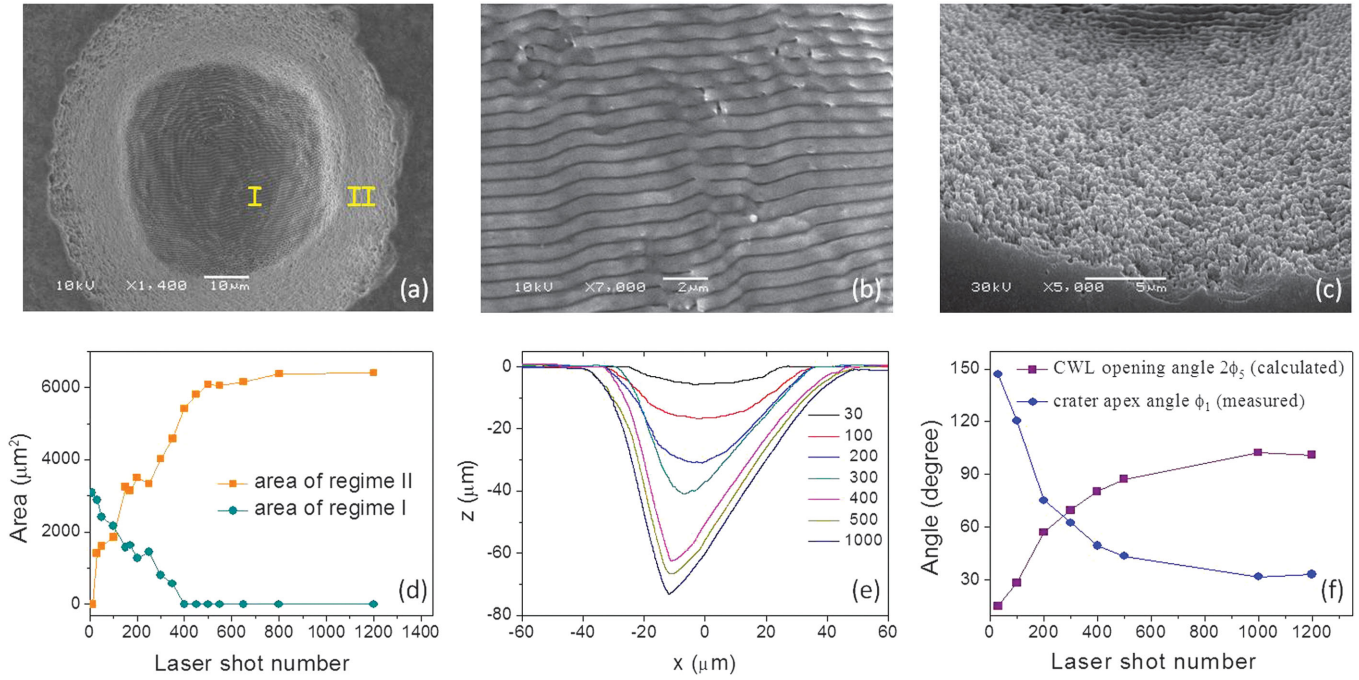 I
II
10kV X1,400 10μm (a)
10kV X7,000 2μm (b)
30kV X5,000 5μm (c)
Area (μm²)
6000
4000
2000
0
area of regime II
area of regime I
(d)
0 200 400 600 800 1000 1200 1400
Laser shot number
z (μm)
0
-20
-40
-60
-80
30
100
200
300
400
500
1000
(e)
-60 -40 -20 0 20 40 60
x (μm)
Angle (degree)
150
120
90
60
30
CWL opening angle 2ϕ₅ (calculated)
crater apex angle ϕ₁ (measured)
(f)
0 200 400 600 800 1000 1200
Laser shot number